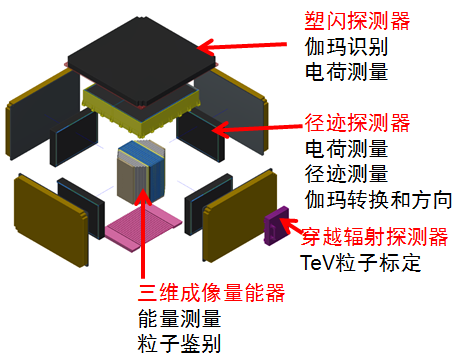 塑闪探测器
伽玛识别
电荷测量
径迹探测器
电荷测量
径迹测量
伽玛转换和方向
穿越辐射探测器
TeV粒子标定
三维成像量能器
能量测量
粒子鉴别